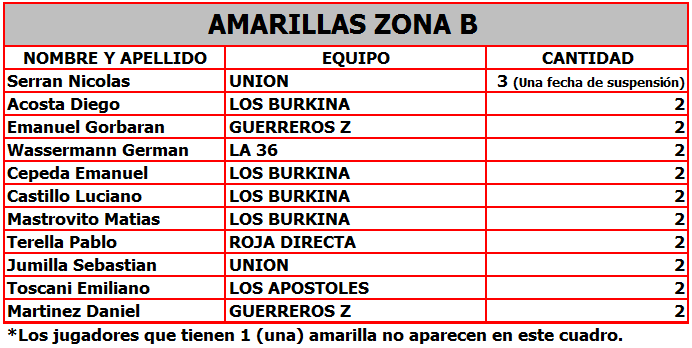 AMARILLAS ZONA B
NOMBRE Y APELLIDO EQUIPO CANTIDAD
Serran Nicolas UNION 3 (Una fecha de suspensión)
Acosta Diego LOS BURKINA 2
Emanuel Gorbaran GUERREROS Z 2
Wassermann German LA 36 2
Cepeda Emanuel LOS BURKINA 2
Castillo Luciano LOS BURKINA 2
Mastrovito Matias LOS BURKINA 2
Terella Pablo ROJA DIRECTA 2
Jumilla Sebastian UNION 2
Toscani Emiliano LOS APOSTOLES 2
Martinez Daniel GUERREROS Z 2
*Los jugadores que tienen 1 (una) amarilla no aparecen en este cuadro.